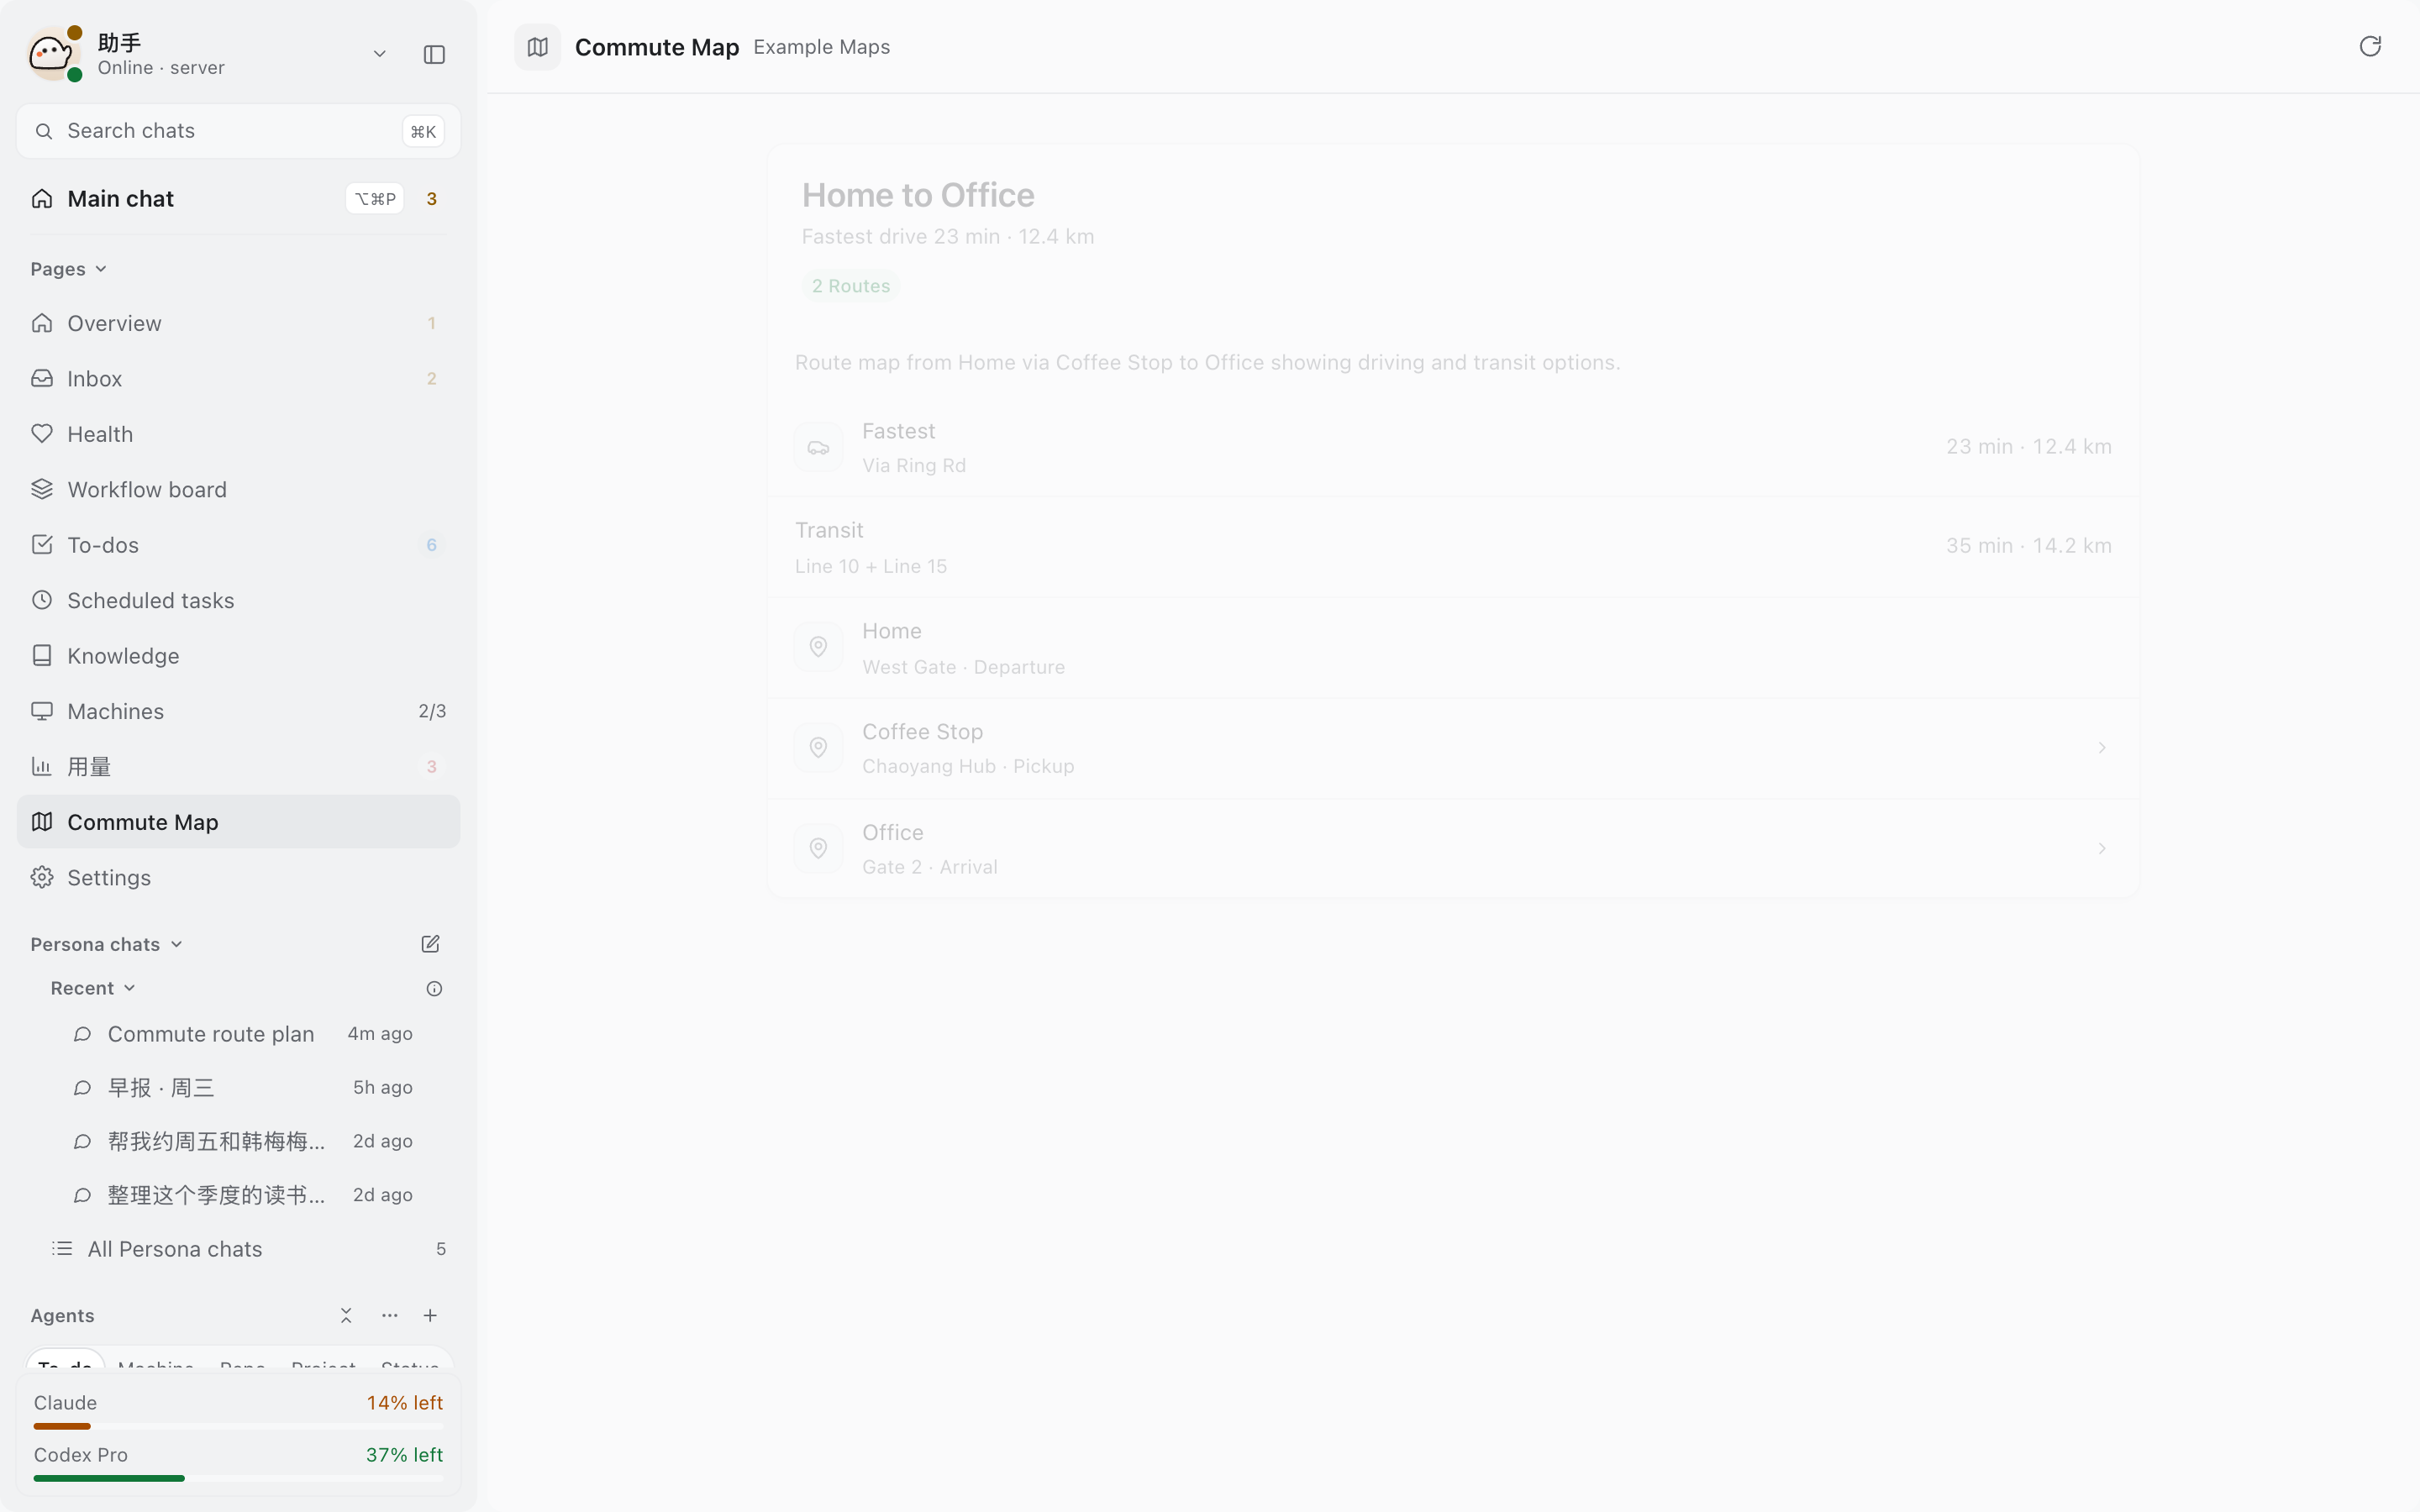 助手
Online · server
Search chats ⌘K
Main chat ⌥⌘P 3
Pages
Overview 1
Inbox 2
Health
Workflow board
To-dos 6
Scheduled tasks
Knowledge
Machines 2/3
用量 3
Commute Map
Settings
Persona chats
Recent
Commute route plan 4m ago
早报 · 周三 5h ago
帮我约周五和韩梅梅... 2d ago
整理这个季度的读书... 2d ago
All Persona chats 5
Agents
To-do Machine Repo Project Status
Claude 14% left
Codex Pro 37% left
Commute Map Example Maps
Home to Office
Fastest drive 23 min · 12.4 km
2 Routes
Route map from Home via Coffee Stop to Office showing driving and transit options.
Fastest
Via Ring Rd
23 min · 12.4 km
Transit
Line 10 + Line 15
35 min · 14.2 km
Home
West Gate · Departure
Coffee Stop
Chaoyang Hub · Pickup
Office
Gate 2 · Arrival